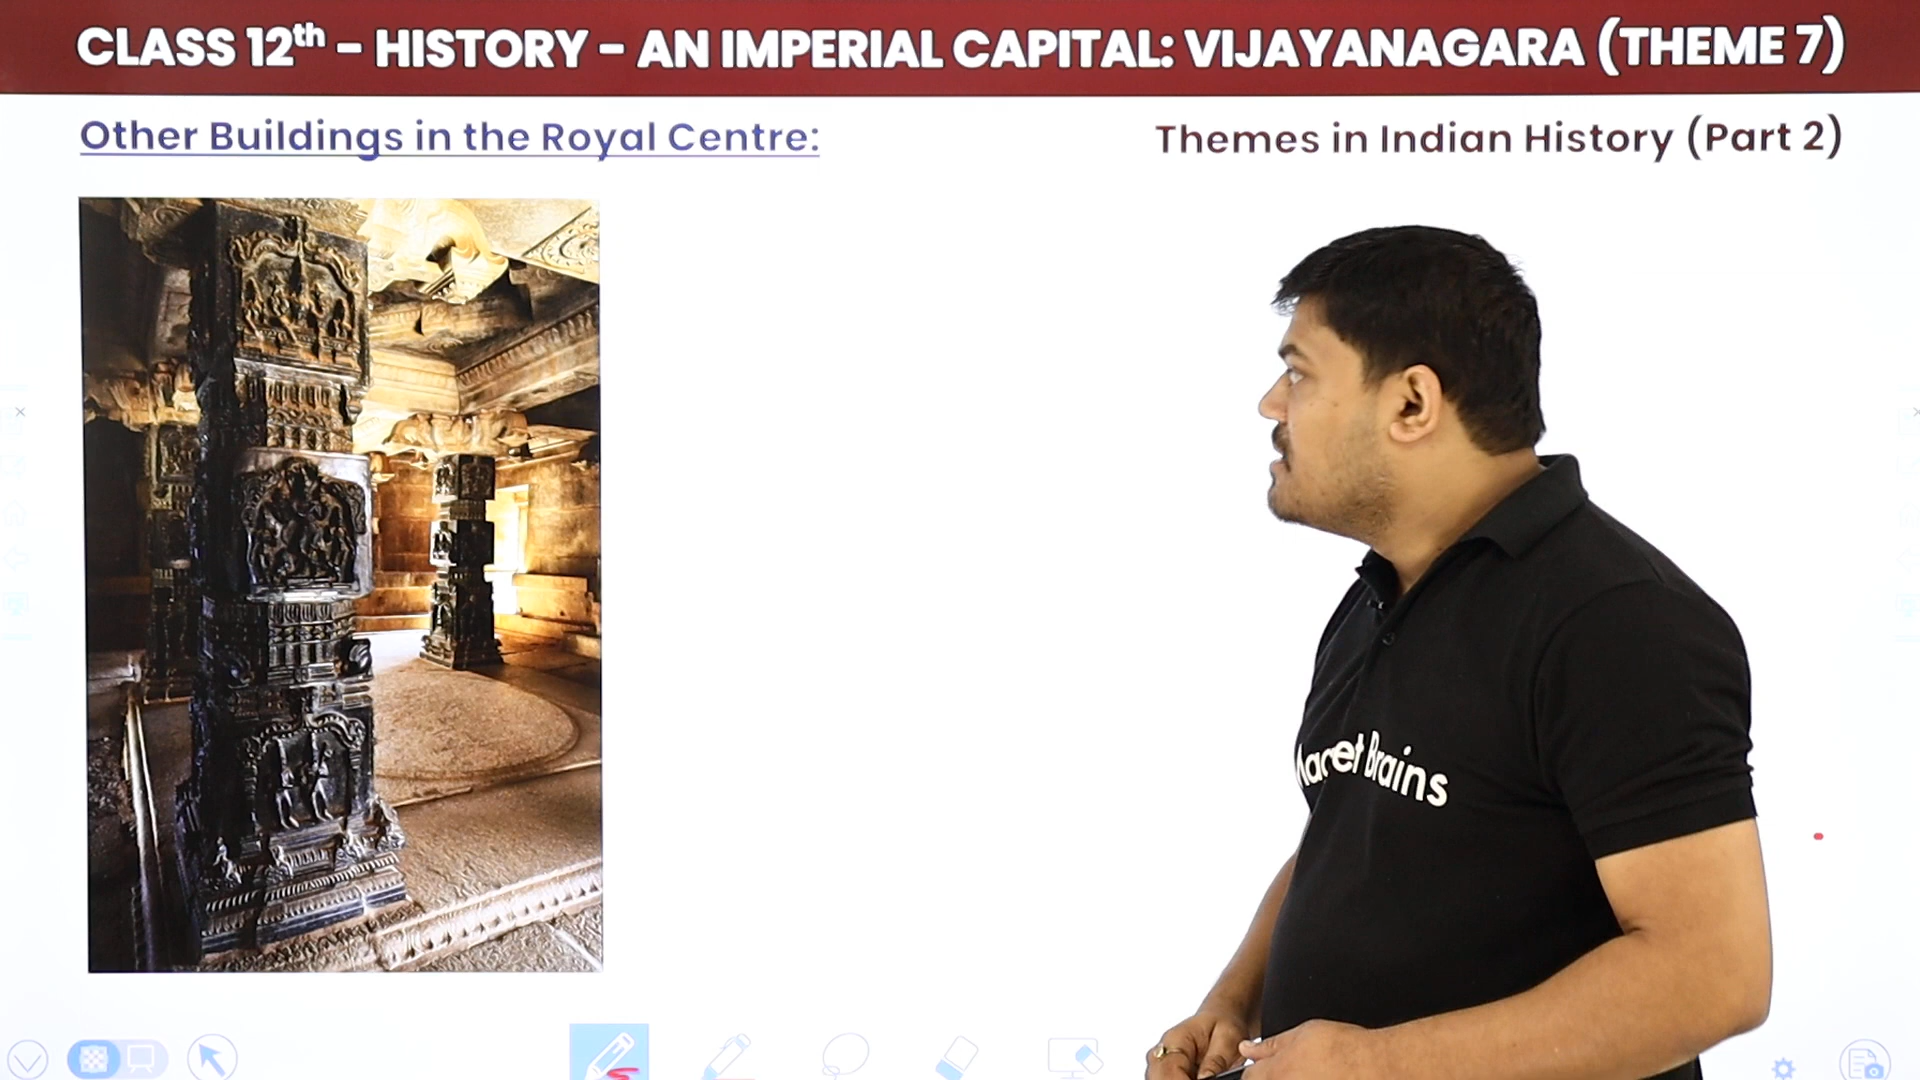 CLASS 12th – HISTORY – AN IMPERIAL CAPITAL: VIJAYANAGARA (THEME 7)
Other Buildings in the Royal Centre:
Themes in Indian History (Part 2)
Magnet Brains